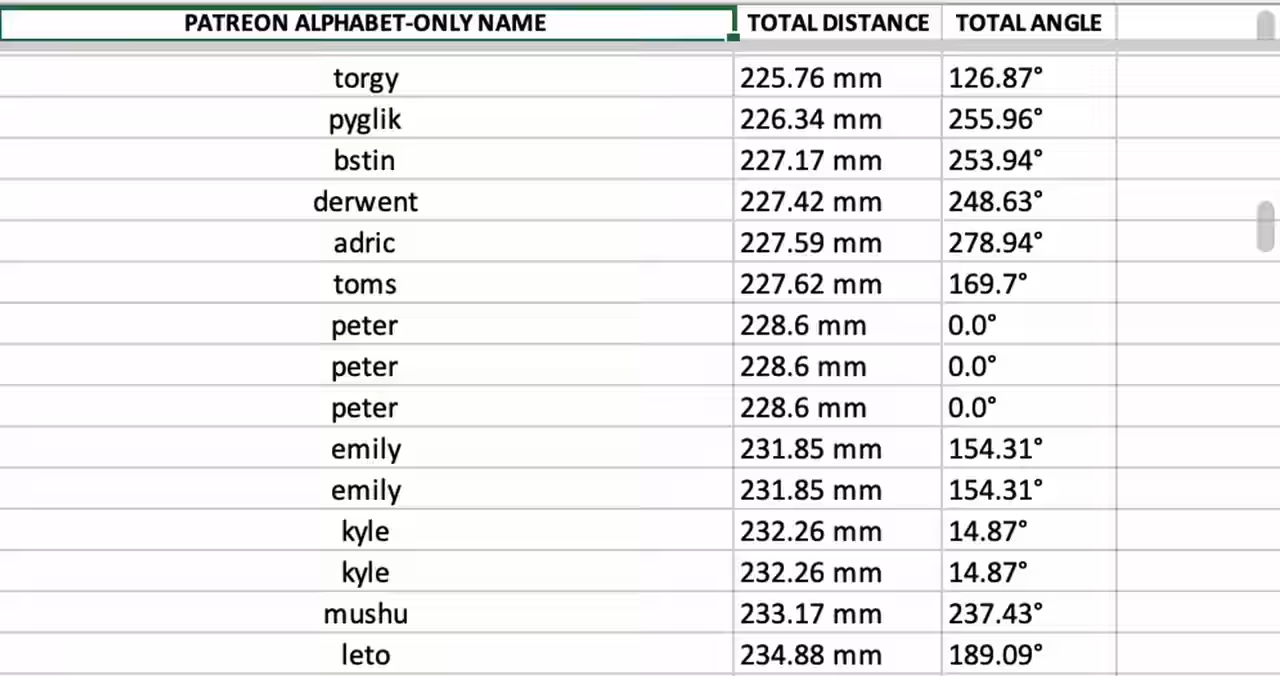 PATREON ALPHABET-ONLY NAME TOTAL DISTANCE TOTAL ANGLE
torgy 225.76 mm 126.87°
pyglik 226.34 mm 255.96°
bstin 227.17 mm 253.94°
derwent 227.42 mm 248.63°
adric 227.59 mm 278.94°
toms 227.62 mm 169.7°
peter 228.6 mm 0.0°
peter 228.6 mm 0.0°
peter 228.6 mm 0.0°
emily 231.85 mm 154.31°
emily 231.85 mm 154.31°
kyle 232.26 mm 14.87°
kyle 232.26 mm 14.87°
mushu 233.17 mm 237.43°
leto 234.88 mm 189.09°